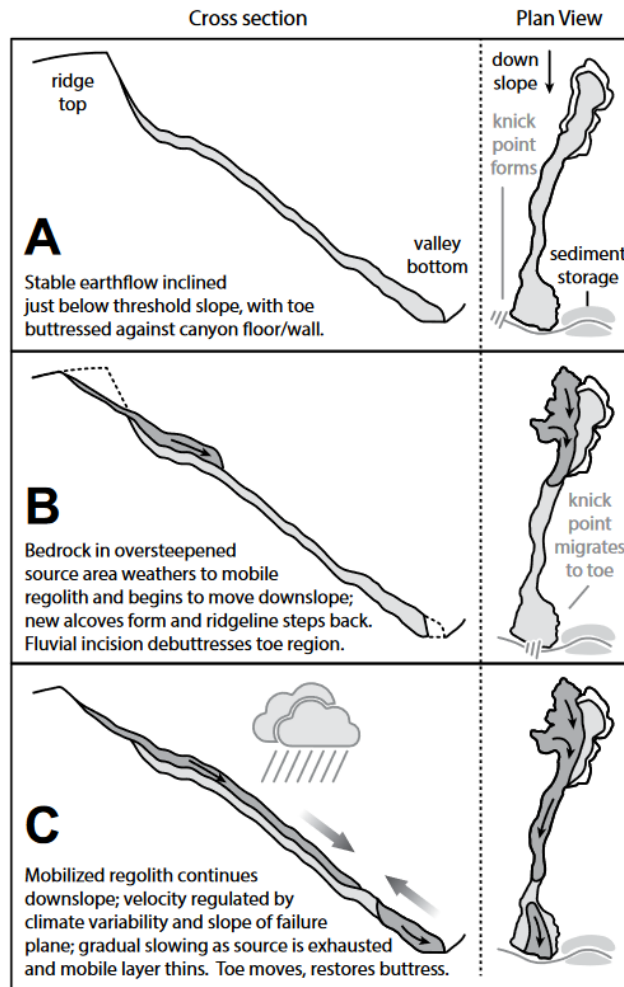 Cross section
Plan View
ridge
top
down
slope
knick
point
forms
valley
bottom
sediment
storage
A
Stable earthflow inclined
just below threshold slope, with toe
buttressed against canyon floor/wall.
B
Bedrock in oversteepened
source area weathers to mobile
regolith and begins to move downslope;
new alcoves form and ridgeline steps back.
Fluvial incision debuttresses toe region.
knick
point
migrates
to toe
C
Mobilized regolith continues
downslope; velocity regulated by
climate variability and slope of failure
plane; gradual slowing as source is exhausted
and mobile layer thins. Toe moves, restores buttress.